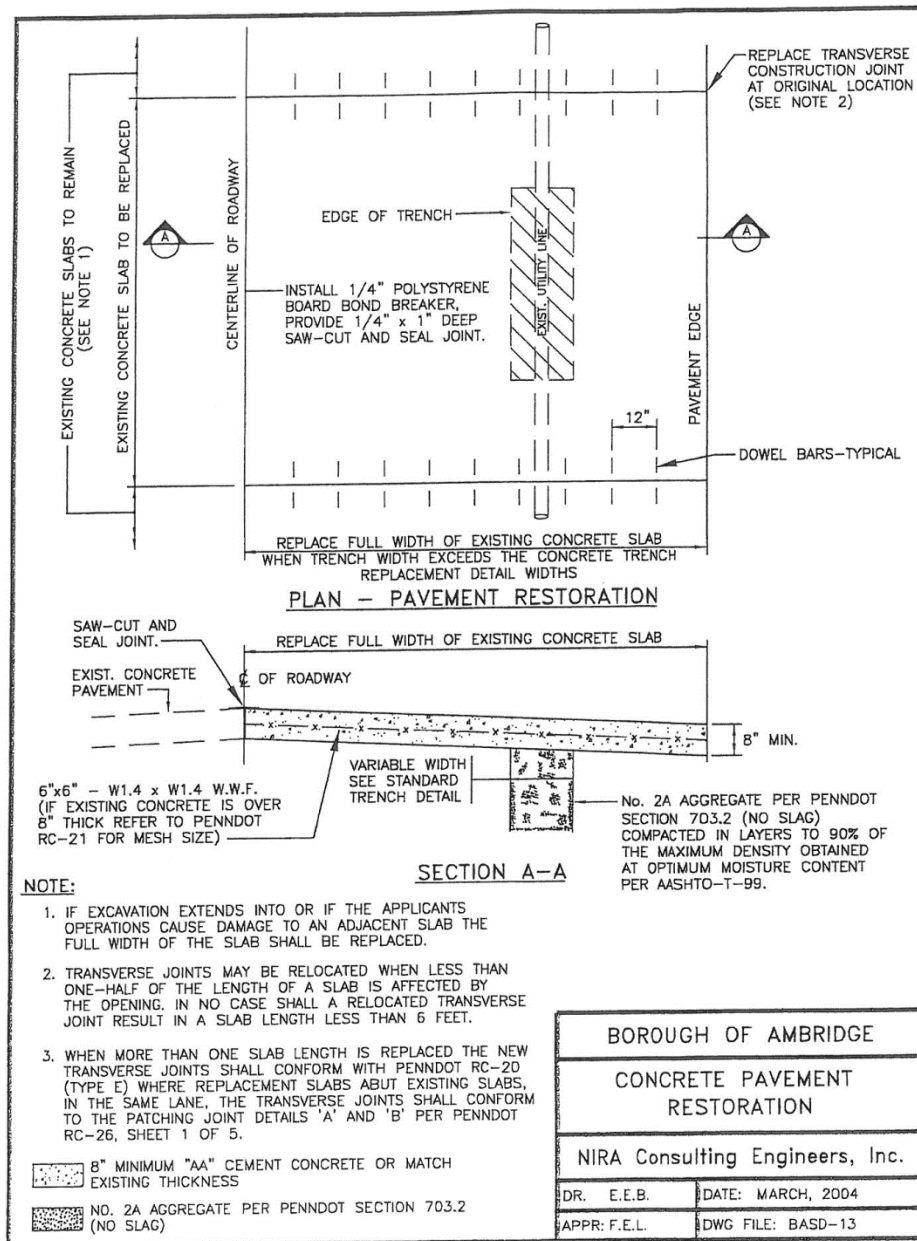 REPLACE TRANSVERSE
CONSTRUCTION JOINT
AT ORIGINAL LOCATION
(SEE NOTE 2)
EXISTING CONCRETE SLABS TO REMAIN
(SEE NOTE 1)
EXISTING CONCRETE SLAB TO BE REPLACED
A
CENTERLINE OF ROADWAY
EDGE OF TRENCH
EXIST. UTILITY LINE
A
INSTALL 1/4" POLYSTYRENE
BOARD BOND BREAKER,
PROVIDE 1/4" x 1" DEEP
SAW-CUT AND SEAL JOINT.
PAVEMENT EDGE
12"
DOWEL BARS-TYPICAL
REPLACE FULL WIDTH OF EXISTING CONCRETE SLAB
WHEN TRENCH WIDTH EXCEEDS THE CONCRETE TRENCH
REPLACEMENT DETAIL WIDTHS
PLAN - PAVEMENT RESTORATION
SAW-CUT AND
SEAL JOINT.
REPLACE FULL WIDTH OF EXISTING CONCRETE SLAB
EXIST. CONCRETE
PAVEMENT
℄ OF ROADWAY
8" MIN.
6"x6" - W1.4 x W1.4 W.W.F.
(IF EXISTING CONCRETE IS OVER
8" THICK REFER TO PENNDOT
RC-21 FOR MESH SIZE)
VARIABLE WIDTH
SEE STANDARD
TRENCH DETAIL
No. 2A AGGREGATE PER PENNDOT
SECTION 703.2 (NO SLAG)
COMPACTED IN LAYERS TO 90% OF
THE MAXIMUM DENSITY OBTAINED
AT OPTIMUM MOISTURE CONTENT
PER AASHTO-T-99.
SECTION A-A
NOTE:
1. IF EXCAVATION EXTENDS INTO OR IF THE APPLICANTS
OPERATIONS CAUSE DAMAGE TO AN ADJACENT SLAB THE
FULL WIDTH OF THE SLAB SHALL BE REPLACED.
2. TRANSVERSE JOINTS MAY BE RELOCATED WHEN LESS THAN
ONE-HALF OF THE LENGTH OF A SLAB IS AFFECTED BY
THE OPENING. IN NO CASE SHALL A RELOCATED TRANSVERSE
JOINT RESULT IN A SLAB LENGTH LESS THAN 6 FEET.
3. WHEN MORE THAN ONE SLAB LENGTH IS REPLACED THE NEW
TRANSVERSE JOINTS SHALL CONFORM WITH PENNDOT RC-20
(TYPE E) WHERE REPLACEMENT SLABS ABUT EXISTING SLABS,
IN THE SAME LANE, THE TRANSVERSE JOINTS SHALL CONFORM
TO THE PATCHING JOINT DETAILS 'A' AND 'B' PER PENNDOT
RC-26, SHEET 1 OF 5.
8" MINIMUM "AA" CEMENT CONCRETE OR MATCH
EXISTING THICKNESS
NO. 2A AGGREGATE PER PENNDOT SECTION 703.2
(NO SLAG)
BOROUGH OF AMBRIDGE
CONCRETE PAVEMENT
RESTORATION
NIRA Consulting Engineers, Inc.
DR. E.E.B.
DATE: MARCH, 2004
APPR: F.E.L.
DWG FILE: BASD-13